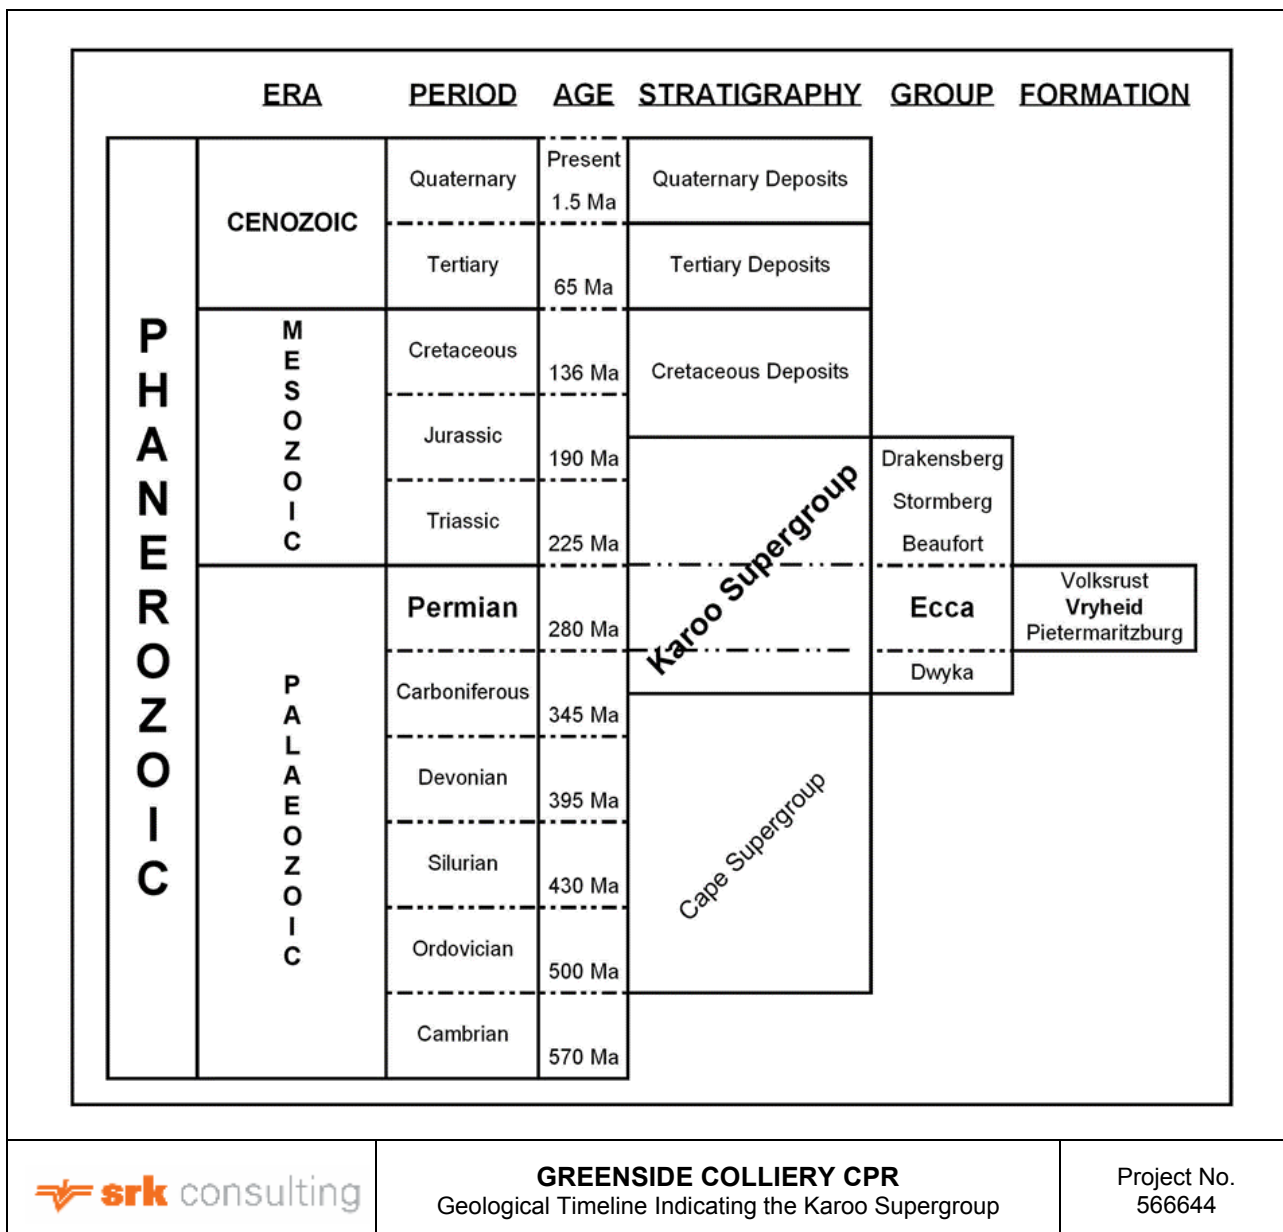 ERA PERIOD AGE STRATIGRAPHY GROUP FORMATION
PHANEROZOIC
CENOZOIC
Quaternary
Present
1.5 Ma
Quaternary Deposits
Tertiary
65 Ma
Tertiary Deposits
MESOZOIC
Cretaceous
136 Ma
Cretaceous Deposits
Jurassic
190 Ma
Triassic
225 Ma
Karoo Supergroup
Drakensberg
Stormberg
Beaufort
PALAEOZOIC
Permian
280 Ma
Ecca
Volksrust
Vryheid
Pietermaritzburg
Carboniferous
345 Ma
Dwyka
Devonian
395 Ma
Silurian
430 Ma
Ordovician
500 Ma
Cape Supergroup
Cambrian
570 Ma
srk consulting
GREENSIDE COLLIERY CPR
Geological Timeline Indicating the Karoo Supergroup
Project No.
566644